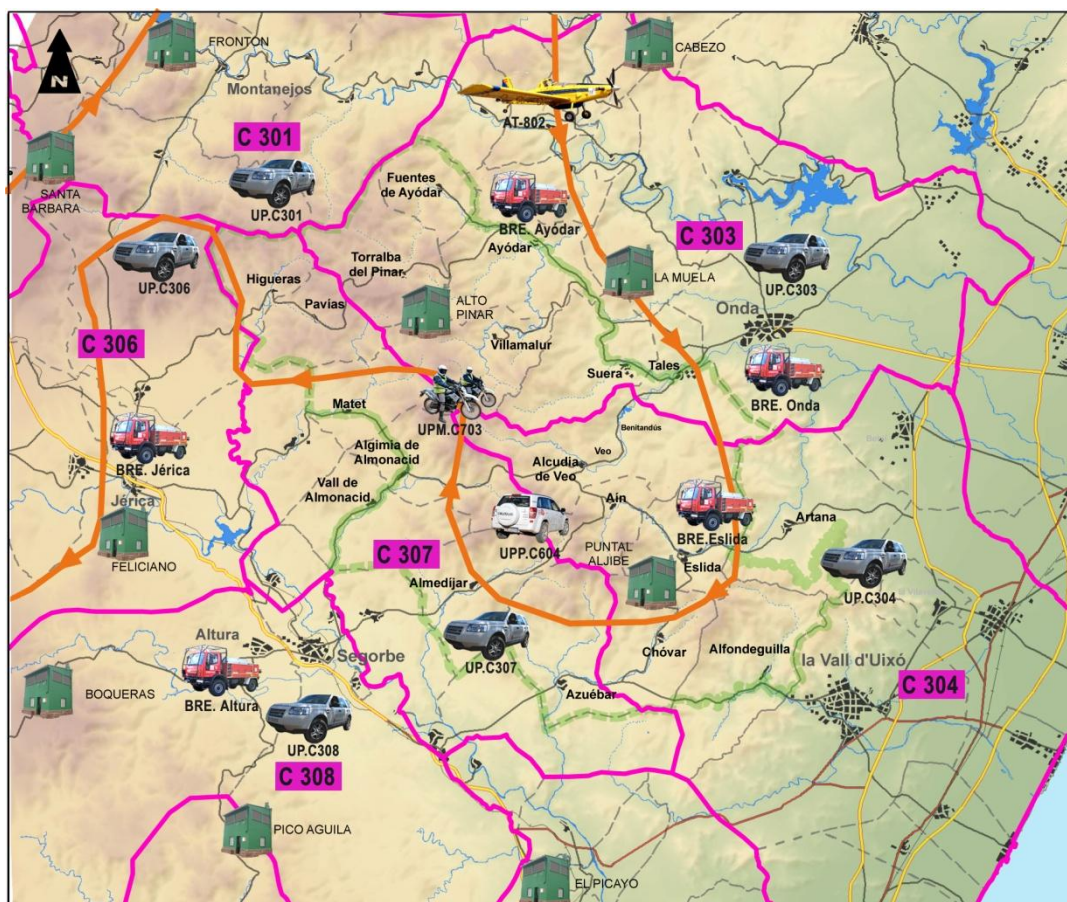 FRONTON
CABEZO
N
Montanejos
AT-802
C 301
SANTA
BARBARA
UP.C301
Fuentes
de Ayódar
BRE. Ayódar
C 303
Ayódar
UP.C303
UP.C306
Torralba
del Pinar
LA MUELA
Higueras
Pavías
ALTO
PINAR
Onda
C 306
Villamalur
Suera
Tales
BRE. Onda
Matet
UPM.C703
Benitandús
BRE. Jérica
Algimia de
Almonacid
Veo
Alcudia
de Veo
Vall de
Almonacid
Aín
Jérica
Artana
UPP.C604
BRE.Eslida
PUNTAL
ALJIBE
C 307
FELICIANO
Eslida
Almedijar
UP.C304
Altura
Segorbe
UP.C307
Chóvar
Alfondeguilla
la Vall d'Uixó
BOQUERAS
BRE. Altura
Azuébar
C 304
UP.C308
C 308
PICO AGUILA
EL PICAYO